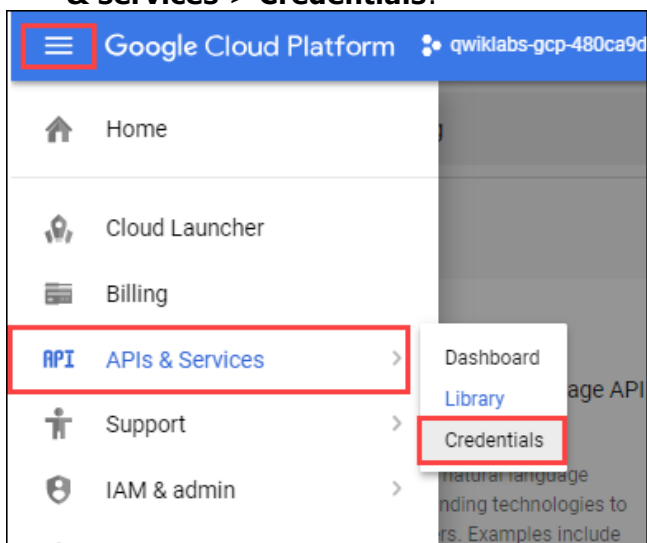 & services > Credentials.
Google Cloud Platform qwiklabs-gcp-480ca9d
Home
Cloud Launcher
Billing
API APIs & Services >
Dashboard
Library
age API
Support >
Credentials
natural language
IAM & admin >
nding technologies to
rs. Examples include